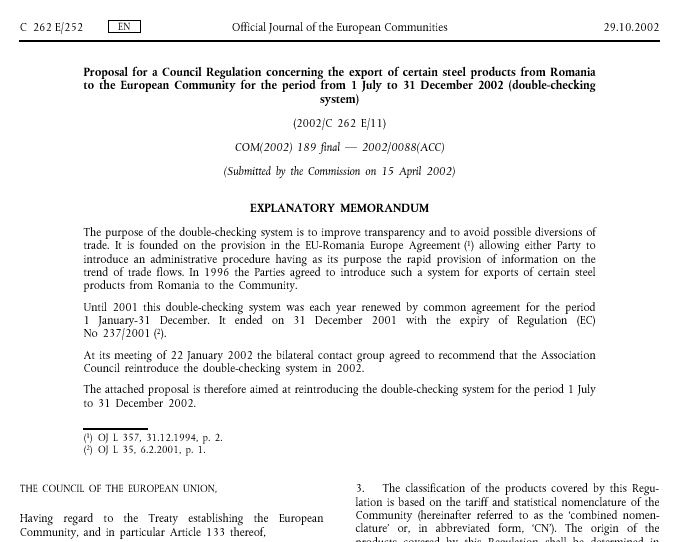 C 262 E/252
EN
Official Journal of the European Communities
29.10.2002
Proposal for a Council Regulation concerning the export of certain steel products from Romania
to the European Community for the period from 1 July to 31 December 2002 (double-checking
system)
(2002/C 262 E/11)
COM(2002) 189 final — 2002/0088(ACC)
(Submitted by the Commission on 15 April 2002)
EXPLANATORY MEMORANDUM
The purpose of the double-checking system is to improve transparency and to avoid possible diversions of
trade. It is founded on the provision in the EU-Romania Europe Agreement (¹) allowing either Party to
introduce an administrative procedure having as its purpose the rapid provision of information on the
trend of trade flows. In 1996 the Parties agreed to introduce such a system for exports of certain steel
products from Romania to the Community.
Until 2001 this double-checking system was each year renewed by common agreement for the period
1 January-31 December. It ended on 31 December 2001 with the expiry of Regulation (EC)
No 237/2001 (²).
At its meeting of 22 January 2002 the bilateral contact group agreed to recommend that the Association
Council reintroduce the double-checking system in 2002.
The attached proposal is therefore aimed at reintroducing the double-checking system for the period 1 July
to 31 December 2002.
(¹) OJ L 357, 31.12.1994, p. 2.
(²) OJ L 35, 6.2.2001, p. 1.
THE COUNCIL OF THE EUROPEAN UNION,
Having regard to the Treaty establishing the European
Community, and in particular Article 133 thereof,
3. The classification of the products covered by this Regu-
lation is based on the tariff and statistical nomenclature of the
Community (hereinafter referred to as the ‘combined nomen-
clature’ or, in abbreviated form, ‘CN’). The origin of the
products covered by this Regulation shall be determined in